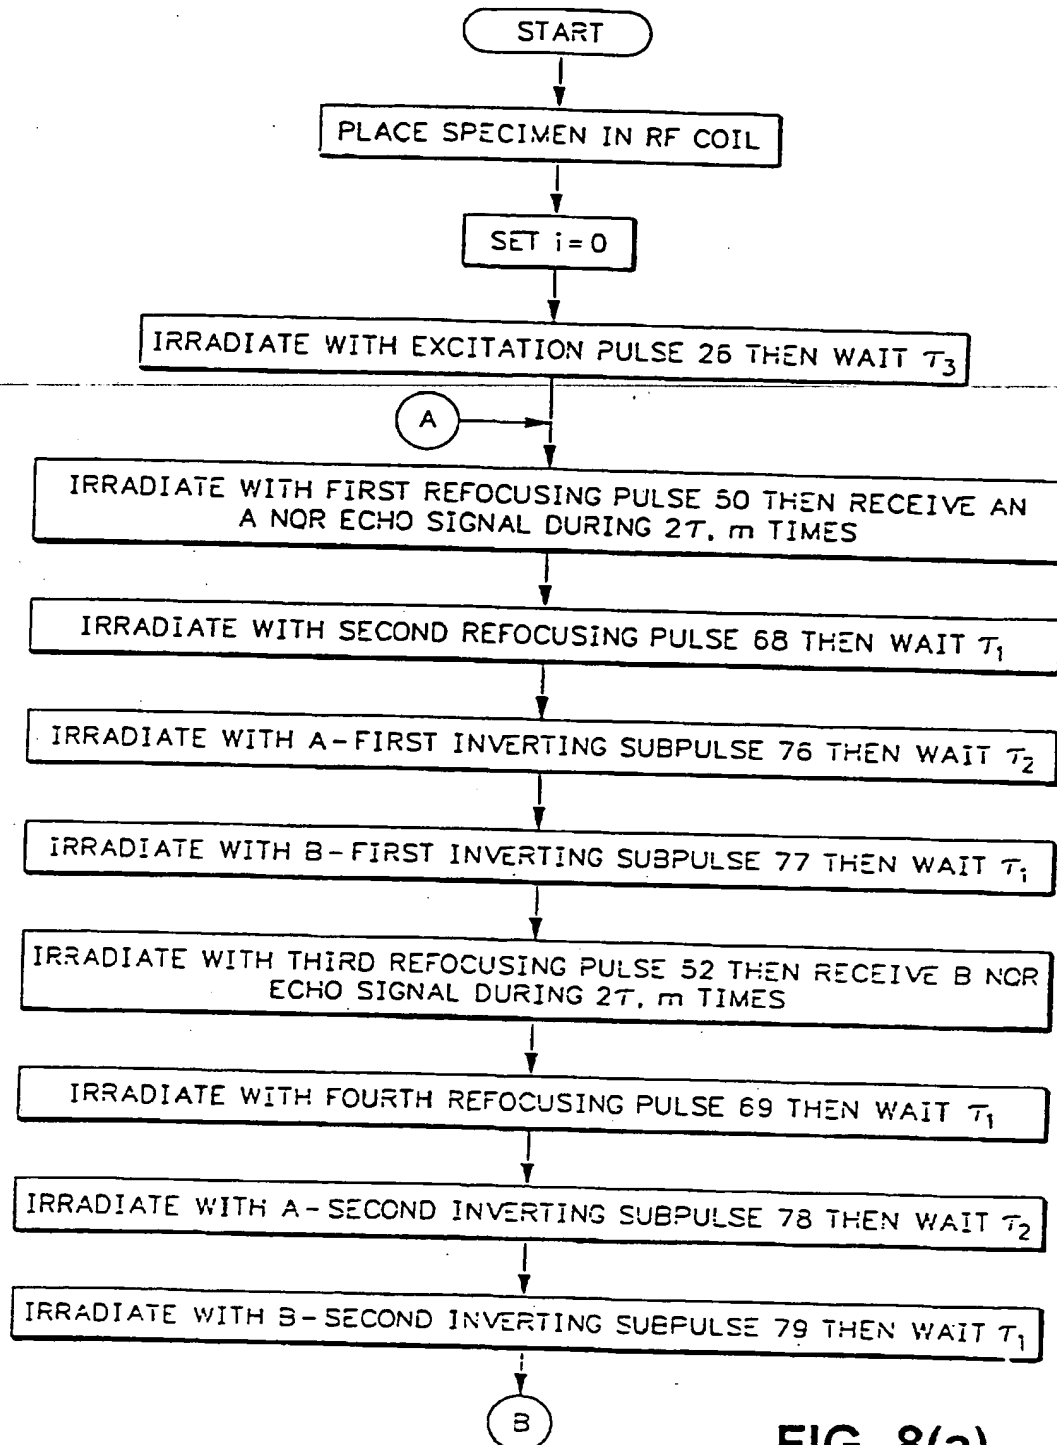 START
PLACE SPECIMEN IN RF COIL
SET i=0
IRRADIATE WITH EXCITATION PULSE 26 THEN WAIT τ3
A
IRRADIATE WITH FIRST REFOCUSING PULSE 50 THEN RECEIVE AN
A NQR ECHO SIGNAL DURING 2τ, m TIMES
IRRADIATE WITH SECOND REFOCUSING PULSE 68 THEN WAIT τ1
IRRADIATE WITH A-FIRST INVERTING SUBPULSE 76 THEN WAIT τ2
IRRADIATE WITH B-FIRST INVERTING SUBPULSE 77 THEN WAIT τ1
IRRADIATE WITH THIRD REFOCUSING PULSE 52 THEN RECEIVE B NQR
ECHO SIGNAL DURING 2τ, m TIMES
IRRADIATE WITH FOURTH REFOCUSING PULSE 69 THEN WAIT τ1
IRRADIATE WITH A-SECOND INVERTING SUBPULSE 78 THEN WAIT τ2
IRRADIATE WITH B-SECOND INVERTING SUBPULSE 79 THEN WAIT τ1
B
FIG. 8(a)